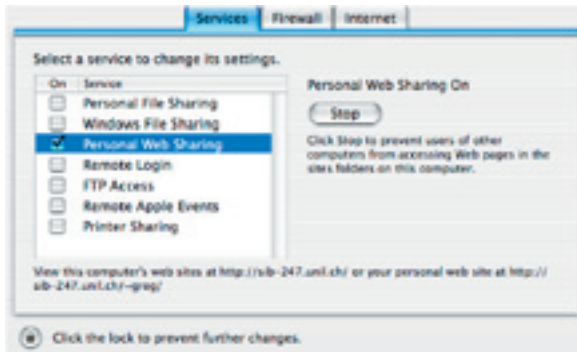 Services Firewall Internet
Select a service to change its settings.
On Service
Personal File Sharing
Windows File Sharing
Personal Web Sharing
Remote Login
FTP Access
Remote Apple Events
Printer Sharing
Personal Web Sharing On
Stop
Click Stop to prevent users of other
computers from accessing Web pages in the
sites folders on this computer.
View this computer's web sites at http://sib-247.unil.ch/ or your personal web site at http://
sib-247.unil.ch/~greg/
Click the lock to prevent further changes.